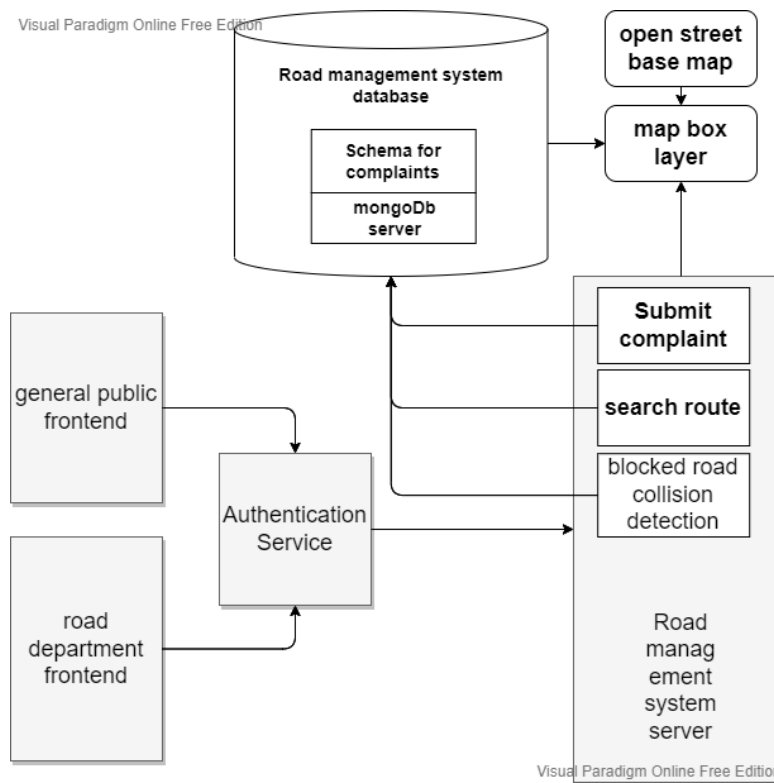 Visual Paradigm Online Free Edition
Road management system
database
Schema for
complaints
mongoDb
server
open street
base map
map box
layer
general public
frontend
road
department
frontend
Authentication
Service
Submit
complaint
search route
blocked road
collision
detection
Road
manag
ement
system
server
Visual Paradigm Online Free Edition